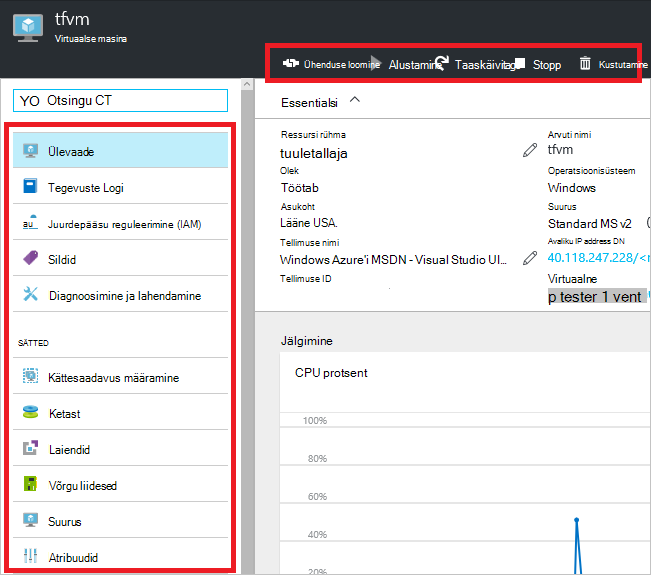 tfvm
Virtuaalse masina
Ühenduse loomine Alustamine Taaskäivitage Stopp Kustutamine
YO Otsingu CT
Ülevaade
Tegevuste Logi
Juurdepääsu reguleerimine (IAM)
Sildid
Diagnoosimine ja lahendamine
SÄTTED
Kättesaadavus määramine
Ketast
Laiendid
Võrgu liidesed
Suurus
Atribuudid
Essentialsi
Ressursi rühma
tuuletallaja
Olek
Töötab
Asukoht
Lääne USA.
Tellimuse nimi
Windows Azure'i MSDN - Visual Studio Ul...
Tellimuse ID
Arvuti nimi
tfvm
Operatsioonisüsteem
Windows
Suurus
Standard MS v2
Avaliku IP address DN
40.118.247.228/<
Virtuaalne
p tester 1 vent
Jälgimine
CPU protsent
100%
80%
60%
40%
20%